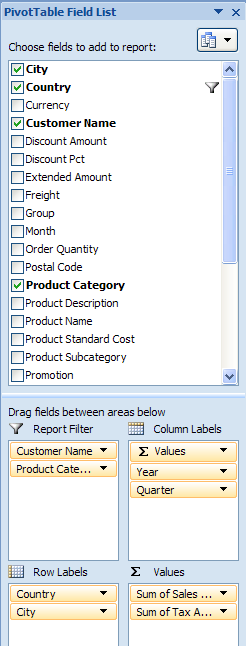 PivotTable Field List
Choose fields to add to report:
City
Country
Currency
Customer Name
Discount Amount
Discount Pct
Extended Amount
Freight
Group
Month
Order Quantity
Postal Code
Product Category
Product Description
Product Name
Product Standard Cost
Product Subcategory
Promotion
Drag fields between areas below
Report Filter
Column Labels
Customer Name
Product Cate...
Σ Values
Year
Quarter
Row Labels
Σ Values
Country
City
Sum of Sales ...
Sum of Tax A...